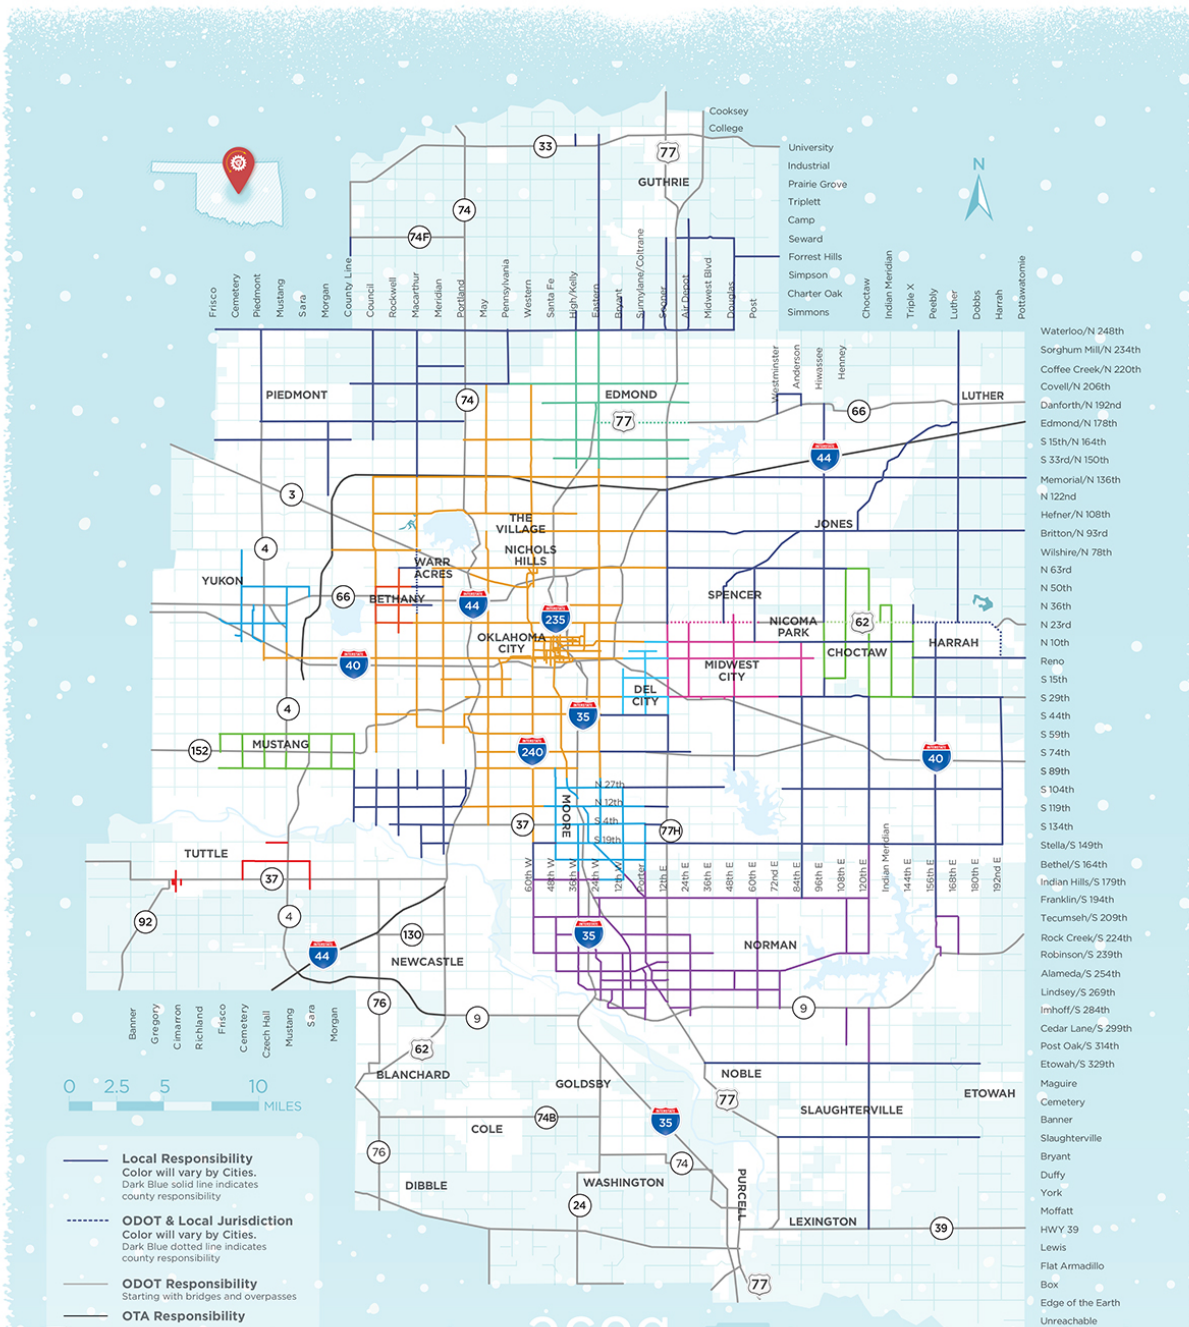 Cooksey
College
University
Industrial
Prairie Grove
Triplett
Camp
Seward
Forrest Hills
Simpson
Charter Oak
Simmons
33
77
GUTHRIE
74
74F
N
Frisco
Cemetery
Piedmont
Mustang
Sara
Morgan
County Line
Council
Rockwell
Macarthur
Meridian
Portland
May
Pennsylvania
Western
Santa Fe
High/Kelly
Eastern
Bryant
Sunnylane/Coltrane
Sooner
Air Depot
Midwest Blvd
Douglas
Post
Westminster
Anderson
Hiwassee
Henney
Choctaw
Indian Meridian
Triple X
Peebly
Luther
Dobbs
Harrah
Pottawatomie
Waterloo/N 248th
Sorghum Mill/N 234th
Coffee Creek/N 220th
Covell/N 206th
Danforth/N 192nd
Edmond/N 178th
S 15th/N 164th
S 33rd/N 150th
Memorial/N 136th
N 122nd
Hefner/N 108th
Britton/N 93rd
Wilshire/N 78th
N 63rd
N 50th
N 36th
N 23rd
N 10th
Reno
S 15th
S 29th
S 44th
S 59th
S 74th
S 89th
S 104th
S 119th
S 134th
Stella/S 149th
Bethel/S 164th
Indian Hills/S 179th
Franklin/S 194th
Tecumseh/S 209th
Rock Creek/S 224th
Robinson/S 239th
Alameda/S 254th
Lindsey/S 269th
Imhoff/S 284th
Cedar Lane/S 299th
Post Oak/S 314th
Etowah/S 329th
Maguire
Cemetery
Banner
Slaughterville
Bryant
Duffy
York
Moffatt
HWY 39
Lewis
Flat Armadillo
Box
Edge of the Earth
Unreachable
PIEDMONT
74
EDMOND
77
66
LUTHER
44
3
THE
VILLAGE
JONES
4
NICHOLS
HILLS
WARR
ACRES
YUKON
66
BETHANY
44
235
SPENCER
NICOMA
PARK
62
OKLAHOMA
CITY
HARRAH
CHOCTAW
40
MIDWEST
CITY
DEL
CITY
4
35
152
MUSTANG
240
40
N 27th
N 12th
S 4th
S 19th
MOORE
37
77H
TUTTLE
37
60th W
48th W
36th W
24th W
12th W
Porter
12th E
24th E
36th E
48th E
60th E
72nd E
84th E
96th E
108th E
120th E
Indian Meridian
144th E
156th E
168th E
180th E
192nd E
92
4
130
35
NORMAN
44
NEWCASTLE
76
9
9
Banner
Gregory
Cimarron
Richland
Frisco
Cemetery
Czech Hall
Mustang
Sara
Morgan
62
BLANCHARD
GOLDSBY
NOBLE
77
ETOWAH
0 2.5 5 10
MILES
74B
35
SLAUGHTERVILLE
COLE
76
74
DIBBLE
WASHINGTON
PURCELL
24
LEXINGTON
39
77
Local Responsibility
Color will vary by Cities.
Dark Blue solid line indicates
county responsibility
ODOT & Local Jurisdiction
Color will vary by Cities.
Dark Blue dotted line indicates
county responsibility
ODOT Responsibility
Starting with bridges and overpasses
OTA Responsibility